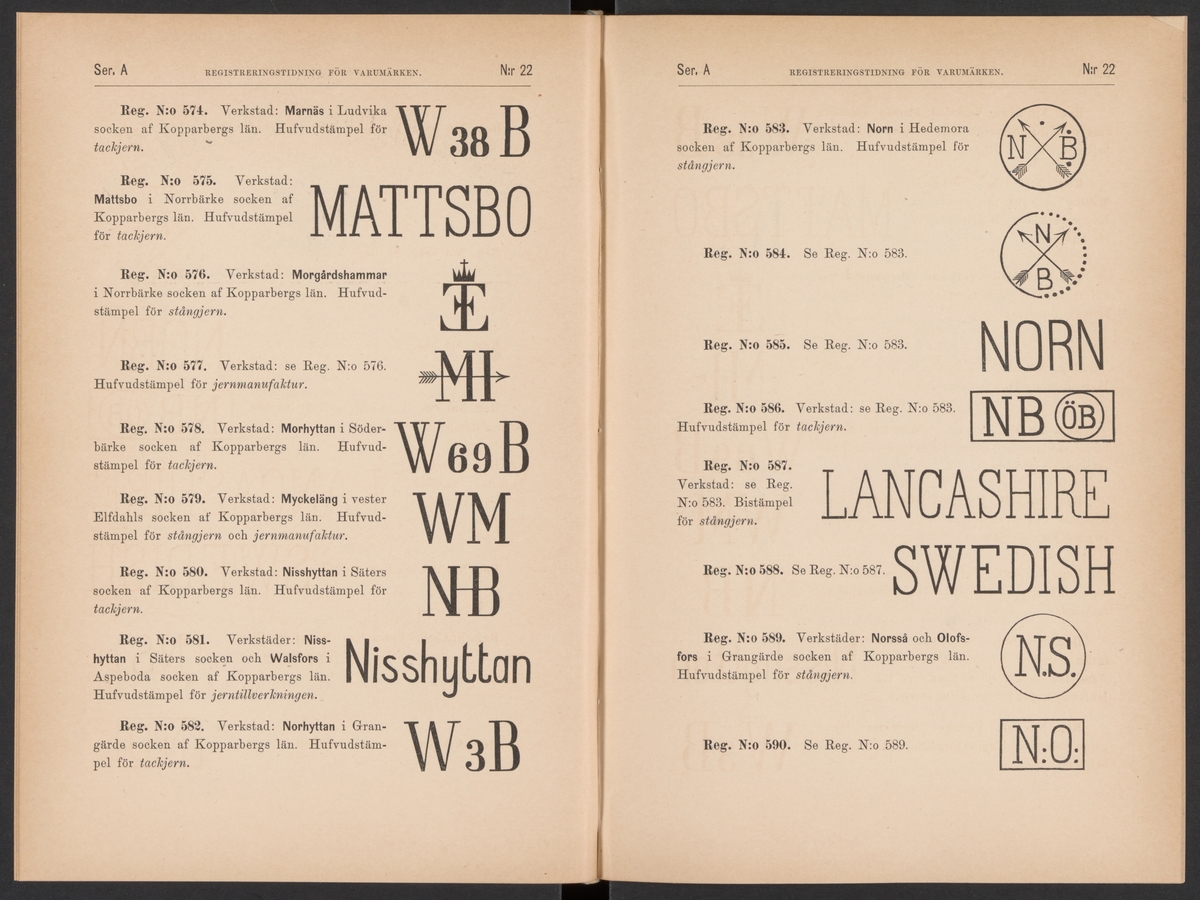 Ser. A REGISTRERINGSTIDNING FÖR VARUMÄRKEN. N:r 22
Reg. N:o 574. Verkstad: Marnäs i Ludvika
socken af Kopparbergs län. Hufvudstämpel för
tackjern.
W 38 B
Reg. N:o 575. Verkstad:
Mattsbo i Norrbärke socken af
Kopparbergs län. Hufvudstämpel
för tackjern.
MATTSBO
Reg. N:o 576. Verkstad: Morgårdshammar
i Norrbärke socken af Kopparbergs län. Hufvud-
stämpel för stångjern.
Reg. N:o 577. Verkstad: se Reg. N:o 576.
Hufvudstämpel för jernmanufaktur.
MH
Reg. N:o 578. Verkstad: Morhyttan i Söder-
bärke socken af Kopparbergs län. Hufvud-
stämpel för tackjern.
W 69 B
Reg. N:o 579. Verkstad: Myckeläng i vester
Elfdahls socken af Kopparbergs län. Hufvud-
stämpel för stångjern och jernmanufaktur.
WM
Reg. N:o 580. Verkstad: Nisshyttan i Säters
socken af Kopparbergs län. Hufvudstämpel för
tackjern.
NHB
Reg. N:o 581. Verkstäder: Niss-
hyttan i Säters socken och Walsfors i
Aspeboda socken af Kopparbergs län.
Hufvudstämpel för jerntillverkningen.
Nisshyttan
Reg. N:o 582. Verkstad: Norhyttan i Gran-
gärde socken af Kopparbergs län. Hufvudstäm-
pel för tackjern.
W 3 B
Ser. A REGISTRERINGSTIDNING FÖR VARUMÄRKEN. N:r 22
Reg. N:o 583. Verkstad: Norn i Hedemora
socken af Kopparbergs län. Hufvudstämpel för
stångjern.
N B
Reg. N:o 584. Se Reg. N:o 583.
N
B
Reg. N:o 585. Se Reg. N:o 583.
NORN
Reg. N:o 586. Verkstad: se Reg. N:o 583.
Hufvudstämpel för tackjern.
NB ÖB
Reg. N:o 587.
Verkstad: se Reg.
N:o 583. Bistämpel
för stångjern.
LANCASHIRE
Reg. N:o 588. Se Reg. N:o 587.
SWEDISH
Reg. N:o 589. Verkstäder: Norsså och Olofs-
fors i Grangärde socken af Kopparbergs län.
Hufvudstämpel för stångjern.
N.S.
Reg. N:o 590. Se Reg. N:o 589.
N:O: